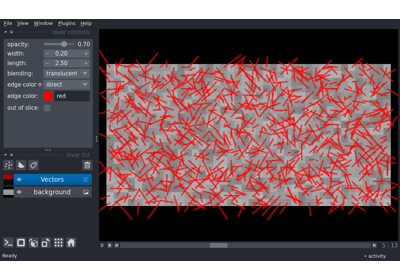 File View Window Plugins Help
layer controls
opacity: 0.70
width: − 0.20 +
length: − 2.50 +
blending: translucent
edge color m direct
edge color: red
out of slice:
layer list
Vectors
background
0 5 13
Ready activity